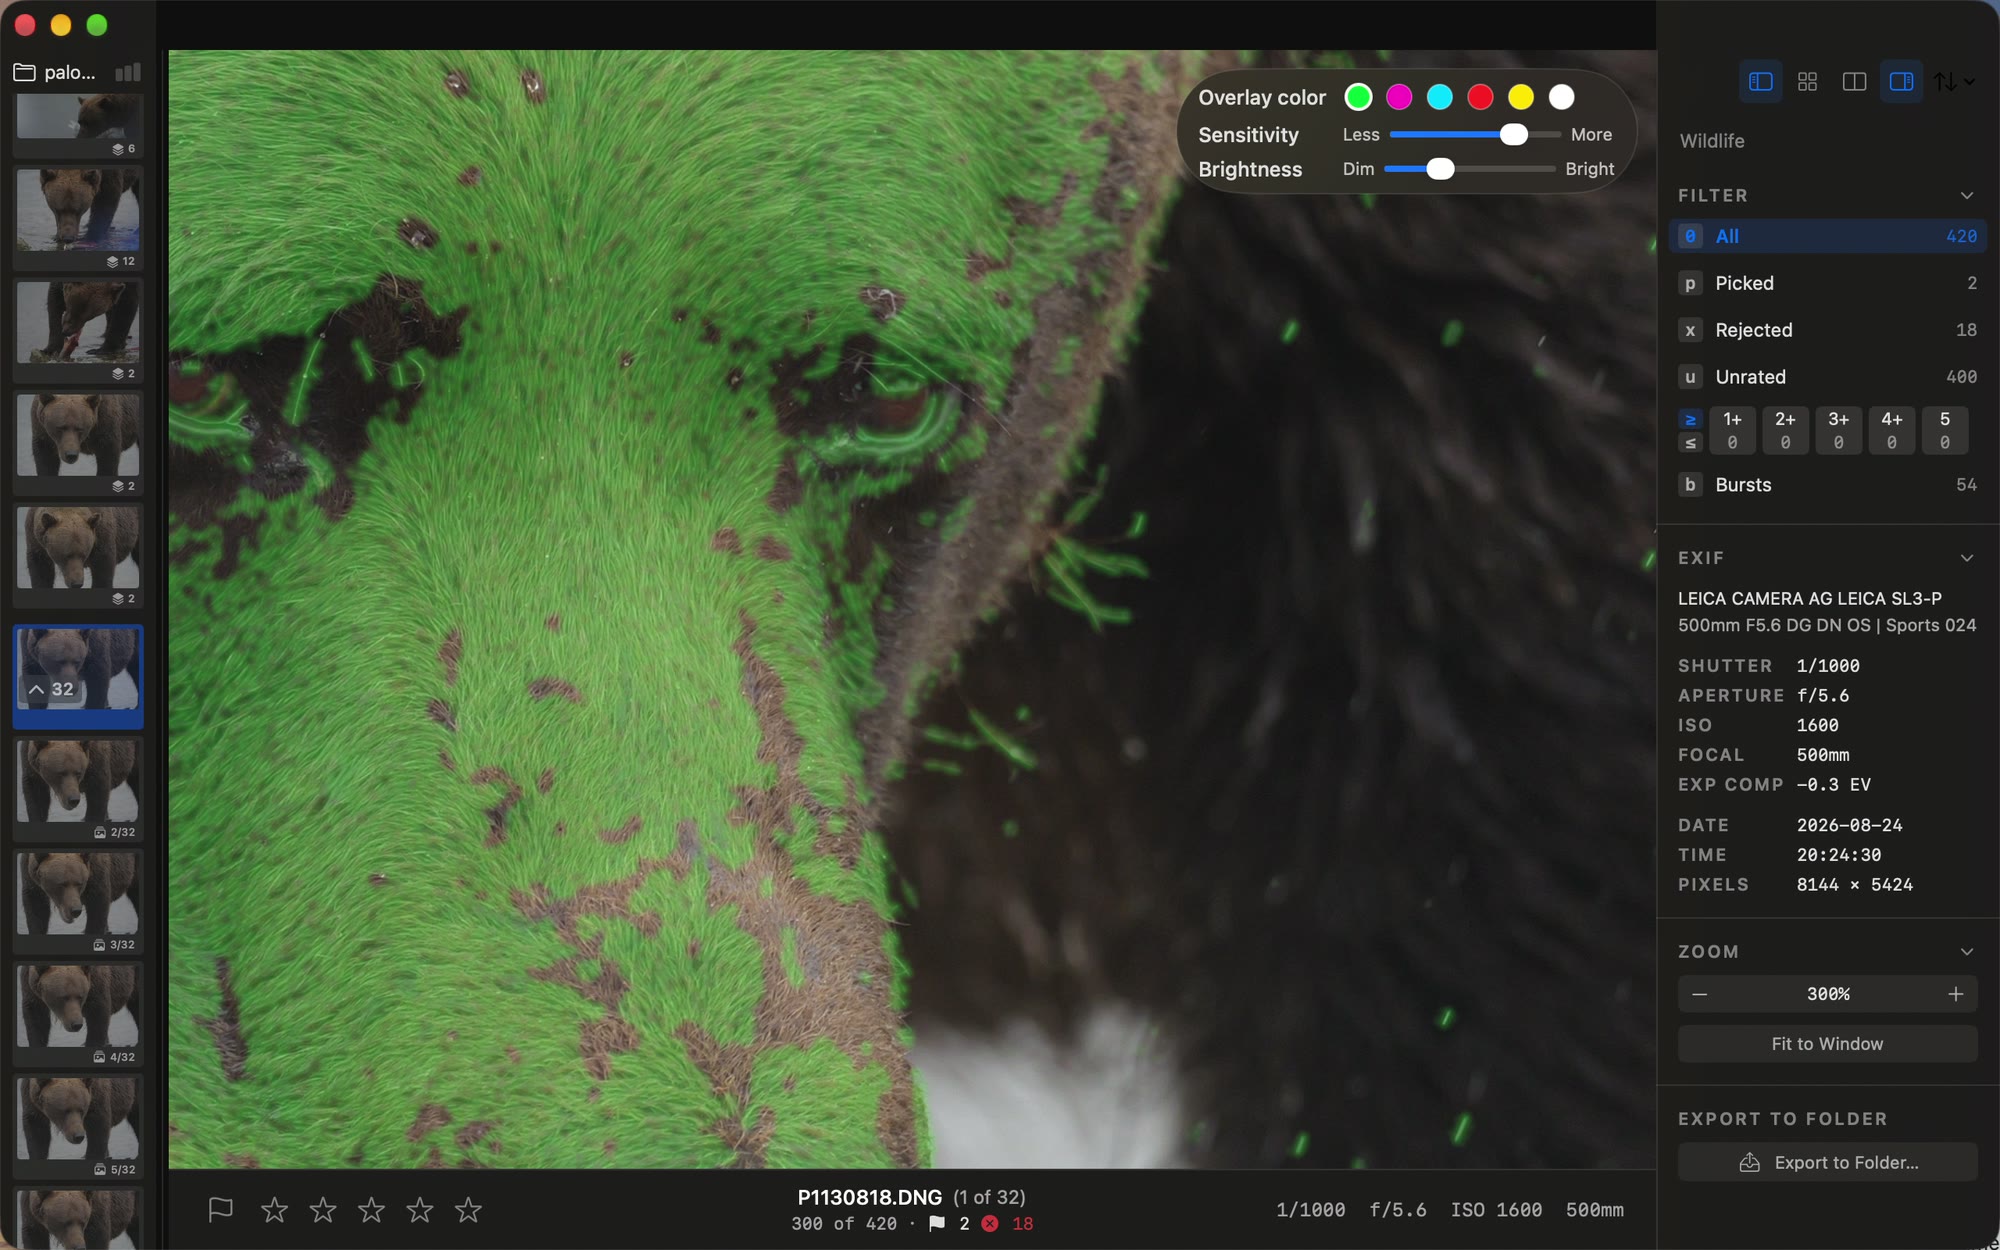 palo...
6
12
2
2
2
32
2/32
3/32
4/32
5/32
Overlay color
Sensitivity Less More
Brightness Dim Bright
P1130818.DNG (1 of 32)
300 of 420 · 2 18
1/1000 f/5.6 ISO 1600 500mm
Wildlife
FILTER
0 All 420
p Picked 2
x Rejected 18
u Unrated 400
≥ 1+ 2+ 3+ 4+ 5
≤ 0 0 0 0 0
b Bursts 54
EXIF
LEICA CAMERA AG LEICA SL3-P
500mm F5.6 DG DN OS | Sports 024
SHUTTER 1/1000
APERTURE f/5.6
ISO 1600
FOCAL 500mm
EXP COMP −0.3 EV
DATE 2026-08-24
TIME 20:24:30
PIXELS 8144 × 5424
ZOOM
− 300% +
Fit to Window
EXPORT TO FOLDER
Export to Folder...